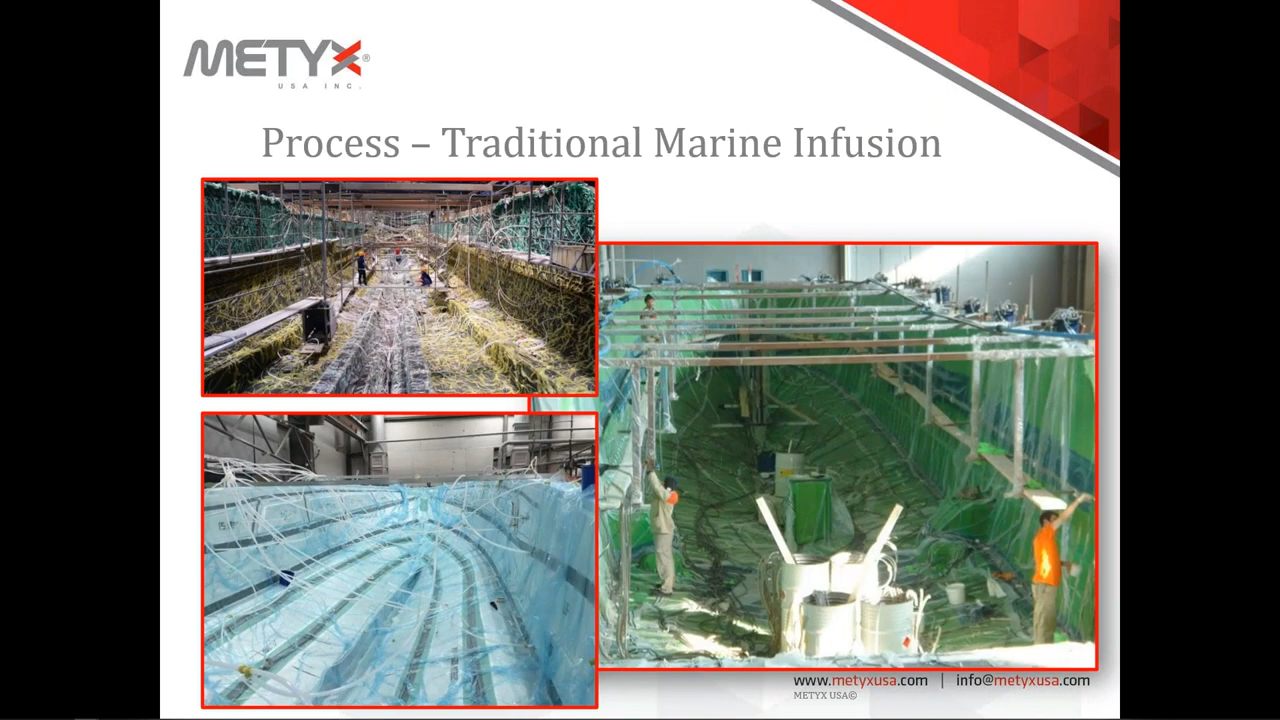 METYX®
USA INC.
Process – Traditional Marine Infusion
www.metyxusa.com | info@metyxusa.com
METYX USA©